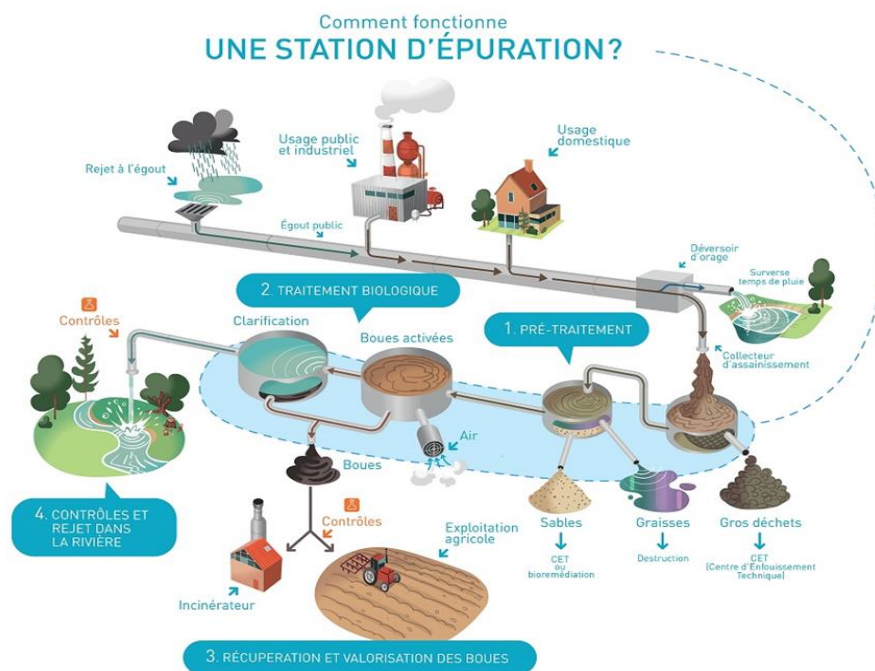 Comment fonctionne
UNE STATION D'ÉPURATION?
Rejet à l'égout
Usage public
et industriel
Usage
domestique
Égout public
Déversoir
d'orage
Surverse
temps de pluie
Collecteur
d'assainissement
2. TRAITEMENT BIOLOGIQUE
1. PRÉ-TRAITEMENT
Contrôles
Clarification
Boues activées
Air
Boues
Sables
CET
ou
bioremédiation
Graisses
Destruction
Gros déchets
CET
(Centre d'Enfouissement
Technique)
4. CONTRÔLES ET
REJET DANS
LA RIVIÈRE
Contrôles
Exploitation
agricole
Incinérateur
3. RÉCUPERATION ET VALORISATION DES BOUES